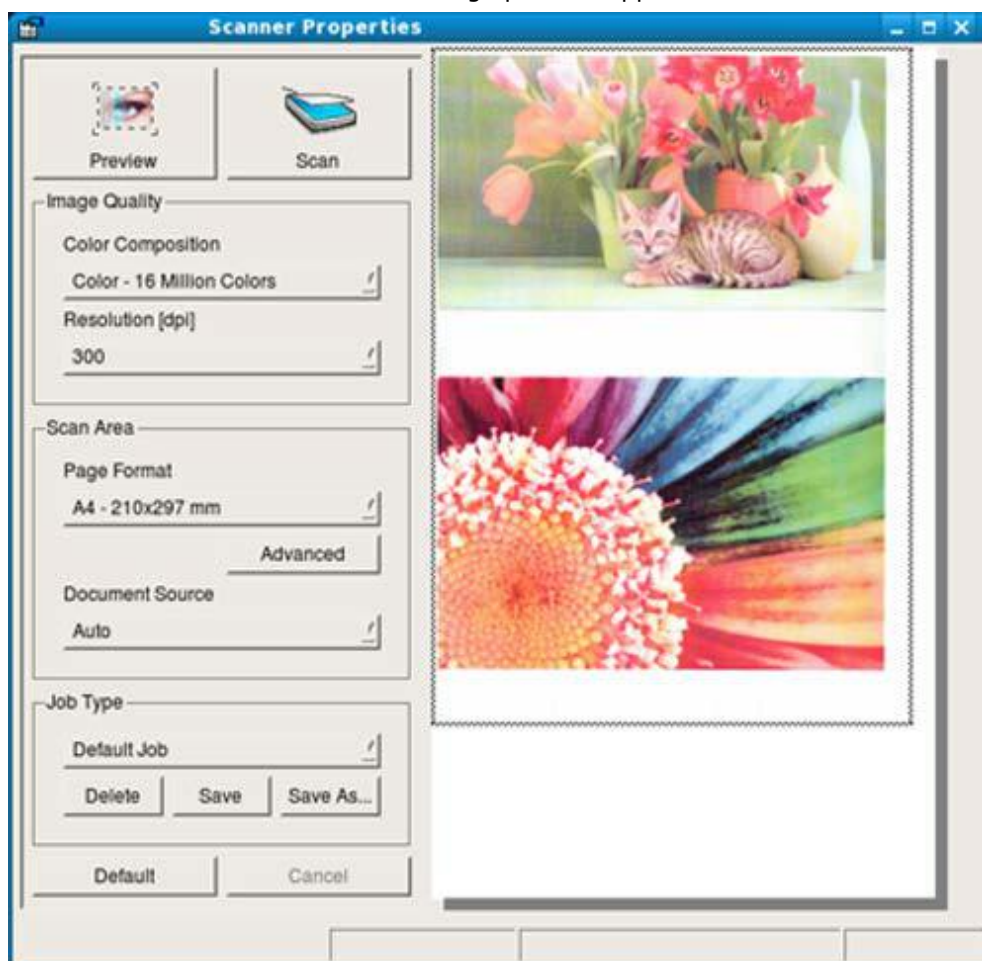 Scanner Properties
Preview
Scan
Image Quality
Color Composition
Color - 16 Million Colors
Resolution [dpi]
300
Scan Area
Page Format
A4 - 210x297 mm
Advanced
Document Source
Auto
Job Type
Default Job
Delete
Save
Save As...
Default
Cancel